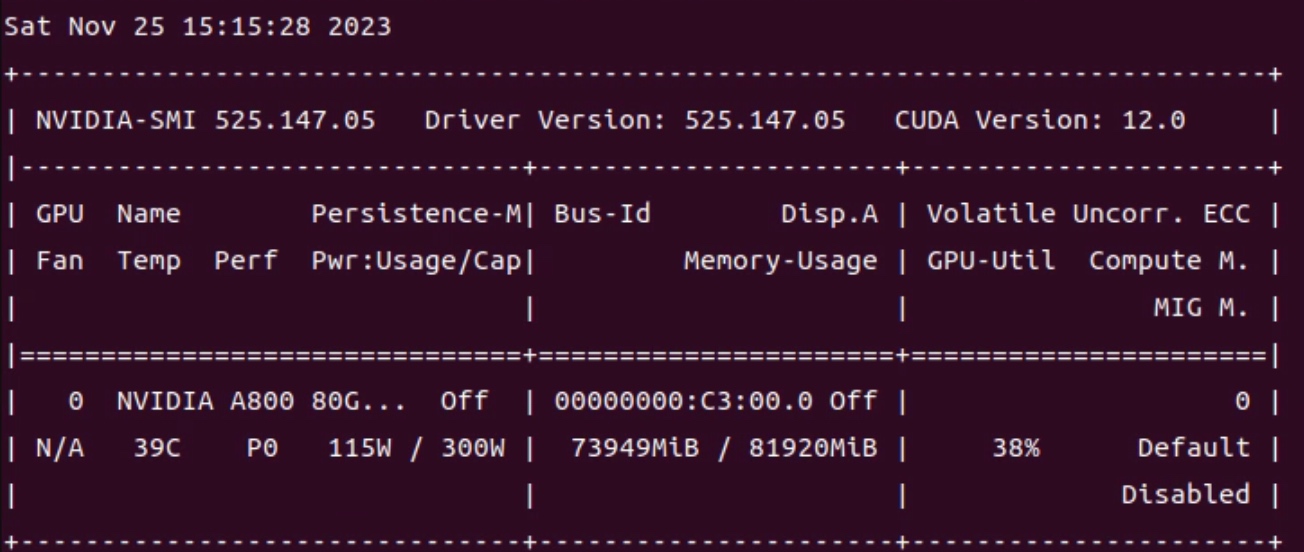 Sat Nov 25 15:15:28 2023
+-----------------------------------------------------------------------------+
| NVIDIA-SMI 525.147.05   Driver Version: 525.147.05   CUDA Version: 12.0     |
|-------------------------------+----------------------+----------------------+
| GPU  Name        Persistence-M| Bus-Id        Disp.A | Volatile Uncorr. ECC |
| Fan  Temp  Perf  Pwr:Usage/Cap|         Memory-Usage | GPU-Util  Compute M. |
|                               |                      |               MIG M. |
|===============================+======================+======================|
|   0  NVIDIA A800 80G...  Off  | 00000000:C3:00.0 Off |                    0 |
| N/A   39C    P0   115W / 300W |  73949MiB / 81920MiB |     38%      Default |
|                               |                      |             Disabled |
+-------------------------------+----------------------+----------------------+